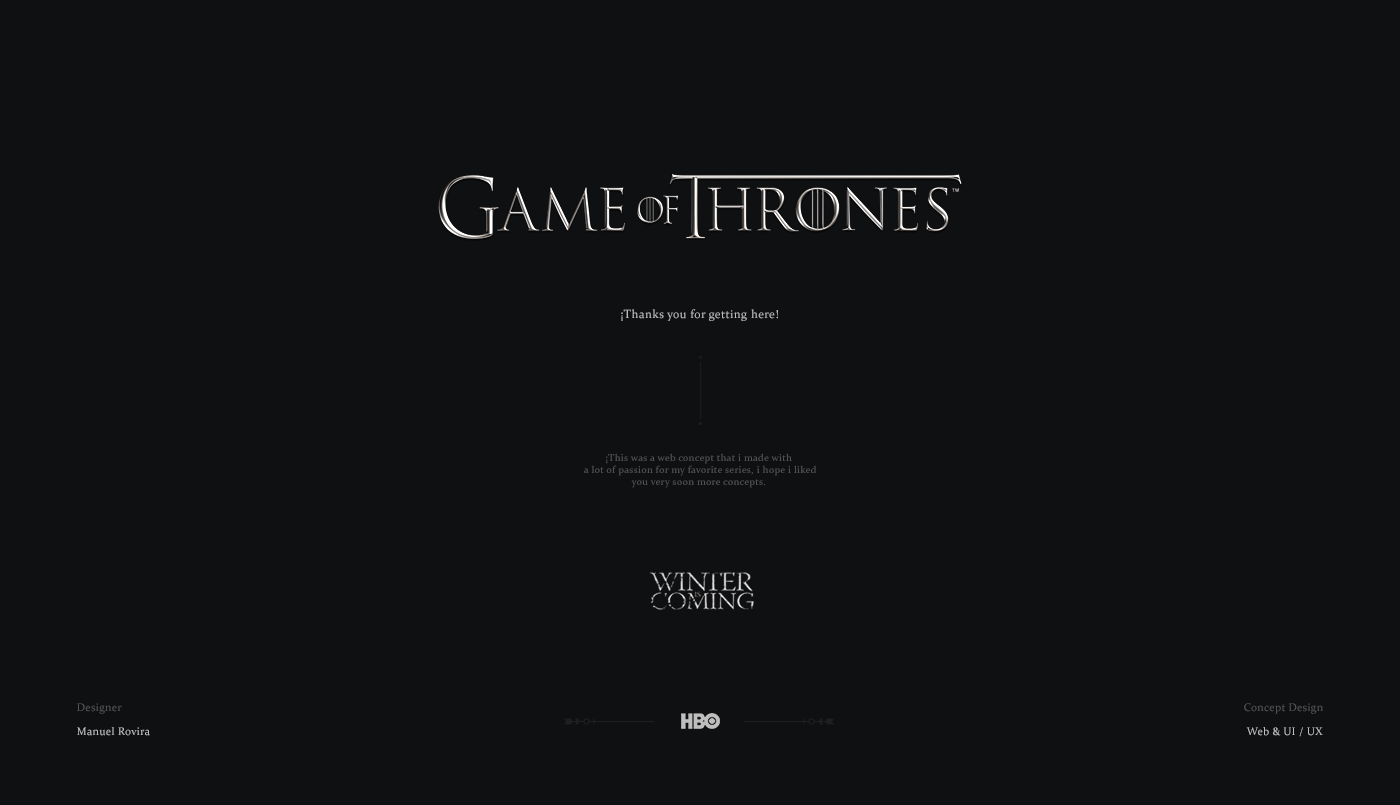 GAME OF THRONES™
¡Thanks you for getting here!
¡This was a web concept that i made with
a lot of passion for my favorite series, i hope i liked
you very soon more concepts.
WINTER
IS
COMING
Designer
Manuel Rovira
HBO
Concept Design
Web & UI / UX